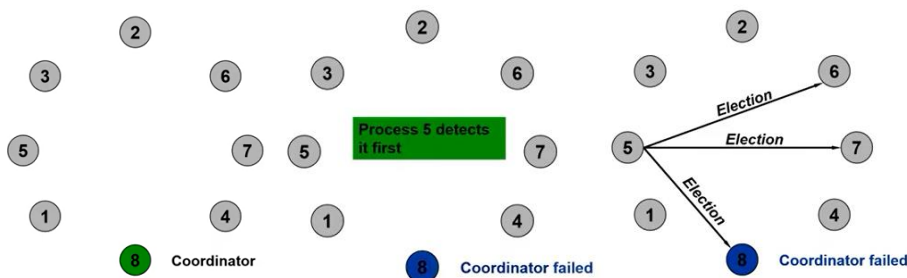 2
3
6
5
7
1
4
8 Coordinator
2
3
6
Process 5 detects
it first
5
7
1
4
8 Coordinator failed
2
3
6
Election
5
Election
7
Election
1
4
8 Coordinator failed